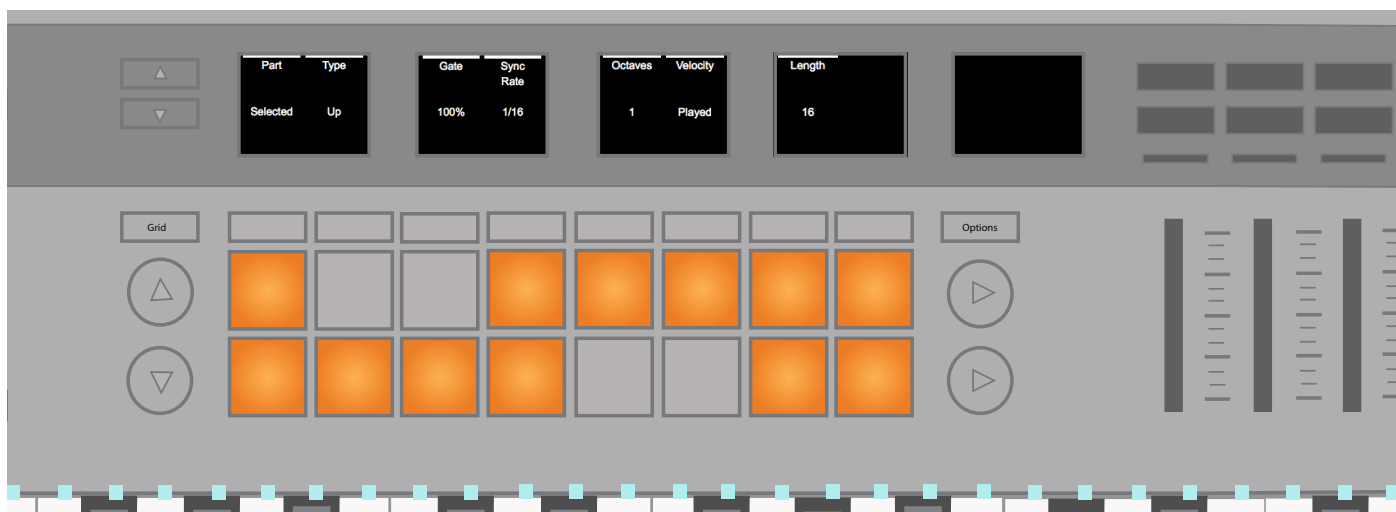 Part Type
Selected Up
Gate Sync
Rate
100% 1/16
Octaves Velocity
1 Played
Length
16
Grid
Options